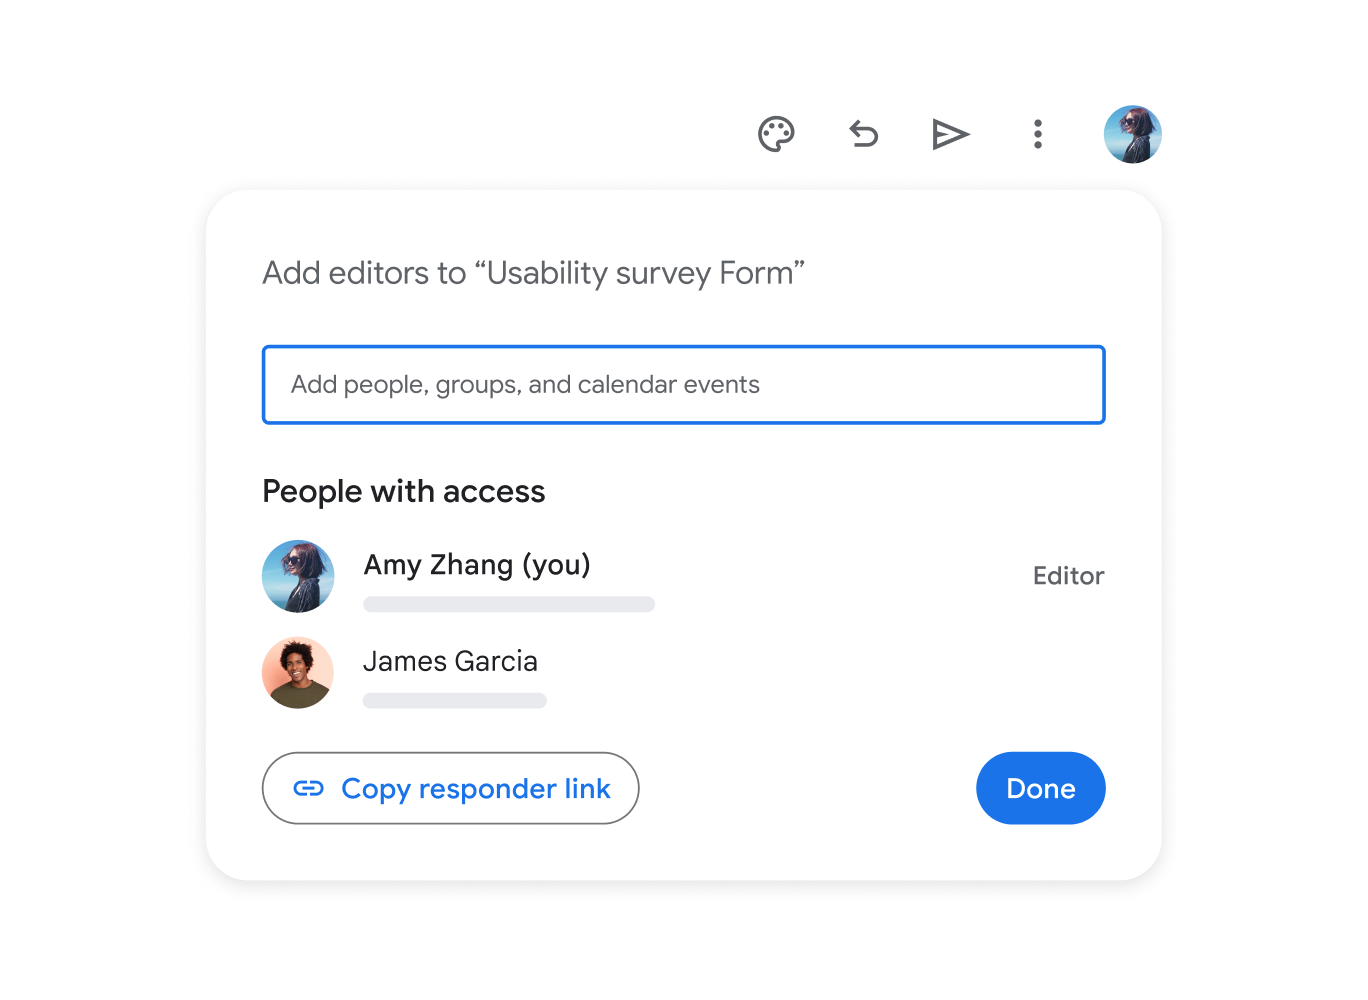 Add editors to “Usability survey Form”
Add people, groups, and calendar events
People with access
Amy Zhang (you)
Editor
James Garcia
Copy responder link
Done